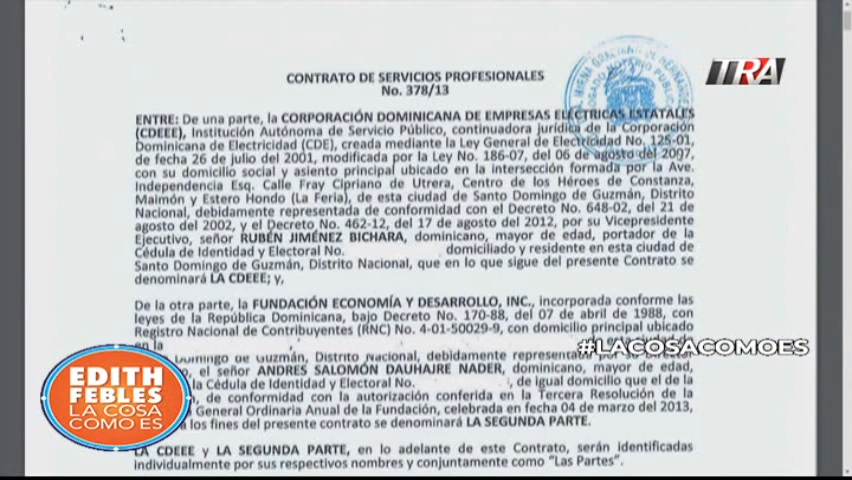 CONTRATO DE SERVICIOS PROFESIONALES
No. 378/13
TRA
ENTRE: De una parte, la CORPORACIÓN DOMINICANA DE EMPRESAS ELÉCTRICAS ESTATALES
(CDEEE), Institución Autónoma de Servicio Público, continuadora jurídica de la Corporación
Dominicana de Electricidad (CDE), creada mediante la Ley General de Electricidad No. 125-01,
de fecha 26 de julio del 2001, modificada por la Ley No. 186-07, del 06 de agosto del 2007,
con su domicilio social y asiento principal ubicado en la intersección formada por la Ave.
Independencia Esq. Calle Fray Cipriano de Utrera, Centro de los Héroes de Constanza,
Maimón y Estero Hondo (La Feria), de esta ciudad de Santo Domingo de Guzmán, Distrito
Nacional, debidamente representada de conformidad con el Decreto No. 648-02, del 21 de
agosto del 2002, y el Decreto No. 462-12, del 17 de agosto del 2012, por su Vicepresidente
Ejecutivo, señor RUBÉN JIMÉNEZ BICHARA, dominicano, mayor de edad, portador de la
Cédula de Identidad y Electoral No. domiciliado y residente en esta ciudad de
Santo Domingo de Guzmán, Distrito Nacional, que en lo que sigue del presente Contrato se
denominará LA CDEEE; y,
De la otra parte, la FUNDACIÓN ECONOMÍA Y DESARROLLO, INC., incorporada conforme las
leyes de la República Dominicana, bajo Decreto No. 170-88, del 07 de abril de 1988, con
Registro Nacional de Contribuyentes (RNC) No. 4-01-50029-9, con domicilio principal ubicado
en la
#LACOSACOMOES
Domingo de Guzmán, Distrito Nacional, debidamente representada por su Director
el señor ANDRES SALOMÓN DAUHAJRE NADER, dominicano, mayor de edad,
la Cédula de Identidad y Electoral No. , de igual domicilio que el de la
, de conformidad con la autorización conferida en la Tercera Resolución de la
General Ordinaria Anual de la Fundación, celebrada en fecha 04 de marzo del 2013,
a los fines del presente contrato se denominará LA SEGUNDA PARTE.
LA CDEEE y LA SEGUNDA PARTE, en lo adelante de este Contrato, serán identificadas
individualmente por sus respectivos nombres y conjuntamente como "Las Partes".
EDITH
FEBLES
LA COSA
COMO ES